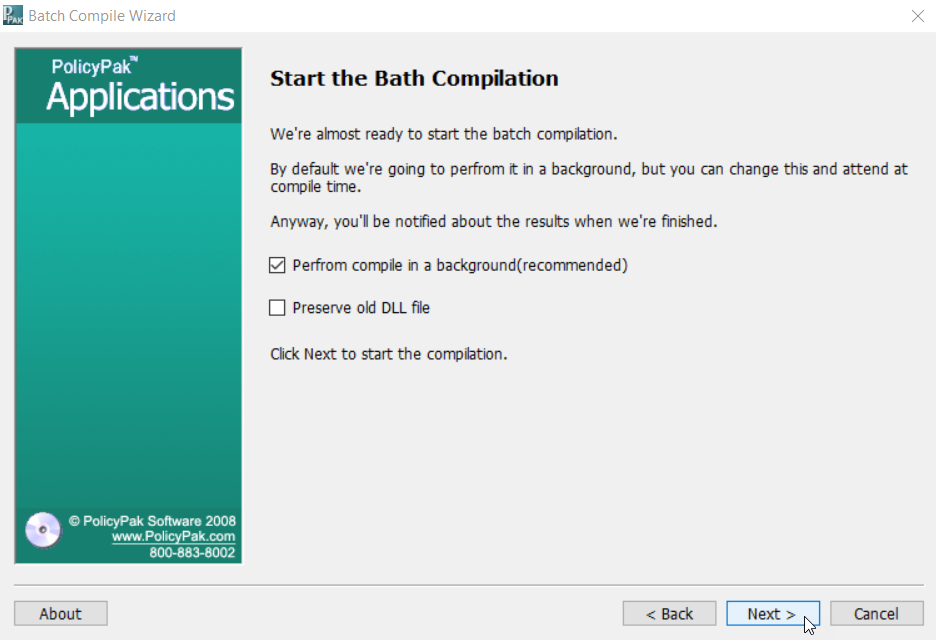 Batch Compile Wizard
PolicyPak™
Applications
Start the Bath Compilation
We're almost ready to start the batch compilation.
By default we're going to perfrom it in a background, but you can change this and attend at
compile time.
Anyway, you'll be notified about the results when we're finished.
Perfrom compile in a background(recommended)
Preserve old DLL file
Click Next to start the compilation.
© PolicyPak Software 2008
www.PolicyPak.com
800-883-8002
About
< Back
Next >
Cancel